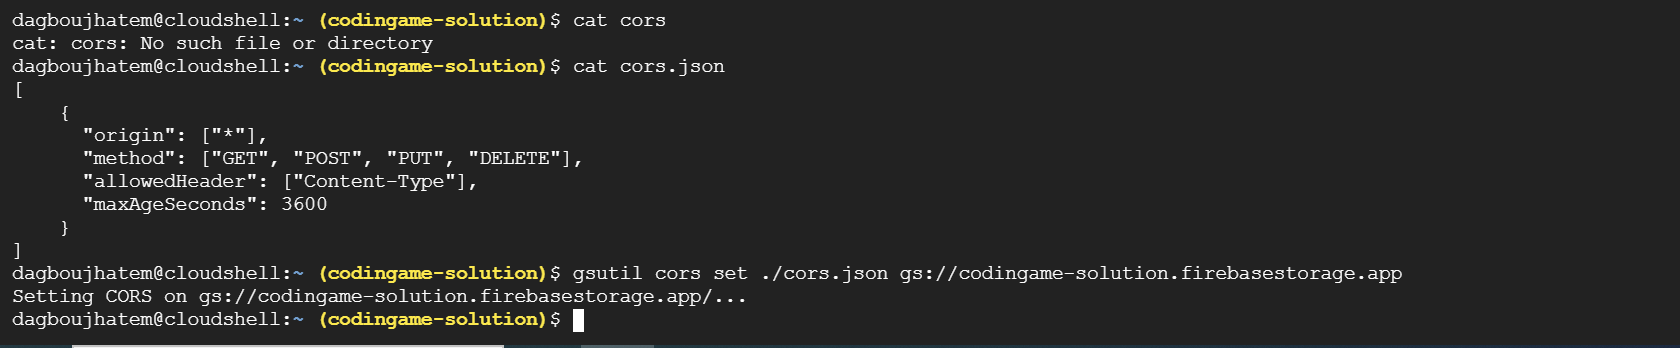 dagboujhatem@cloudshell:~ (codingame-solution)$ cat cors
cat: cors: No such file or directory
dagboujhatem@cloudshell:~ (codingame-solution)$ cat cors.json
[
    {
      "origin": ["*"],
      "method": ["GET", "POST", "PUT", "DELETE"],
      "allowedHeader": ["Content-Type"],
      "maxAgeSeconds": 3600
    }
]
dagboujhatem@cloudshell:~ (codingame-solution)$ gsutil cors set ./cors.json gs://codingame-solution.firebasestorage.app
Setting CORS on gs://codingame-solution.firebasestorage.app/...
dagboujhatem@cloudshell:~ (codingame-solution)$